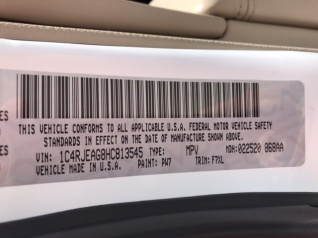 THIS VEHICLE CONFORMS TO ALL APPLICABLE U.S.A. FEDERAL MOTOR VEHICLE SAFETY
STANDARDS IN EFFECT ON THE DATE OF MANUFACTURE SHOWN ABOVE.
VIN: 1C4RJEAG8HC813545 TYPE: MPV MDH: 022520 868AA
VEHICLE MADE IN U.S.A. PAINT: PW7 TRIM: F7XL